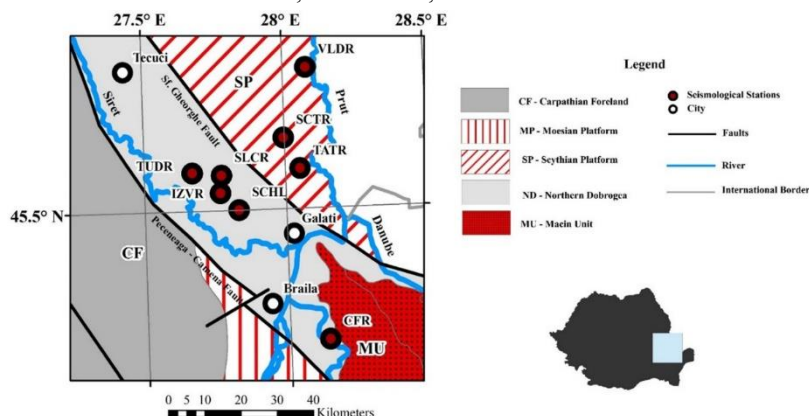 27.5° E
28° E
28.5° E
VLDR
Tecuci
SP
Prut
Siret
Sf. Gheorghe Fault
SCTR
TATR
SLCR
TUDR
IZVR
SCHL
45.5° N
Galati
Danube
CF
Peceneaga - Camena Fault
Braila
CFR
MU
0 5 10 20 30 40
Kilometers
Legend
CF - Carpathian Foreland
MP - Moesian Platform
SP - Scythian Platform
ND - Northern Dobrogea
MU - Macin Unit
Seismological Stations
City
Faults
River
International Border